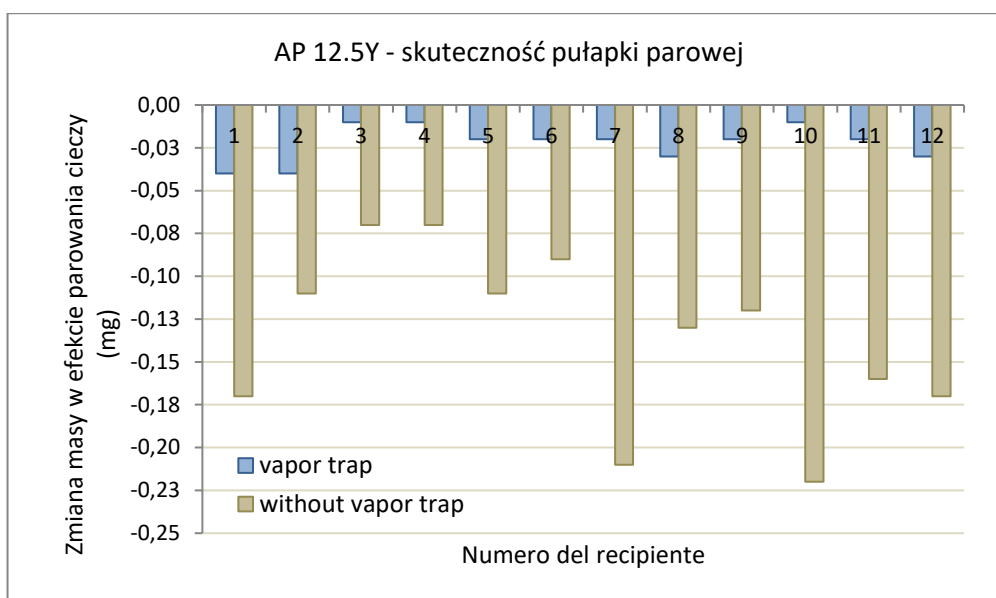 AP 12.5Y - skuteczność pułapki parowej
Zmiana masy w efekcie parowania cieczy
(mg)
0,00
-0,03
-0,05
-0,08
-0,10
-0,13
-0,15
-0,18
-0,20
-0,23
-0,25
1 2 3 4 5 6 7 8 9 10 11 12
vapor trap
without vapor trap
Numero del recipiente